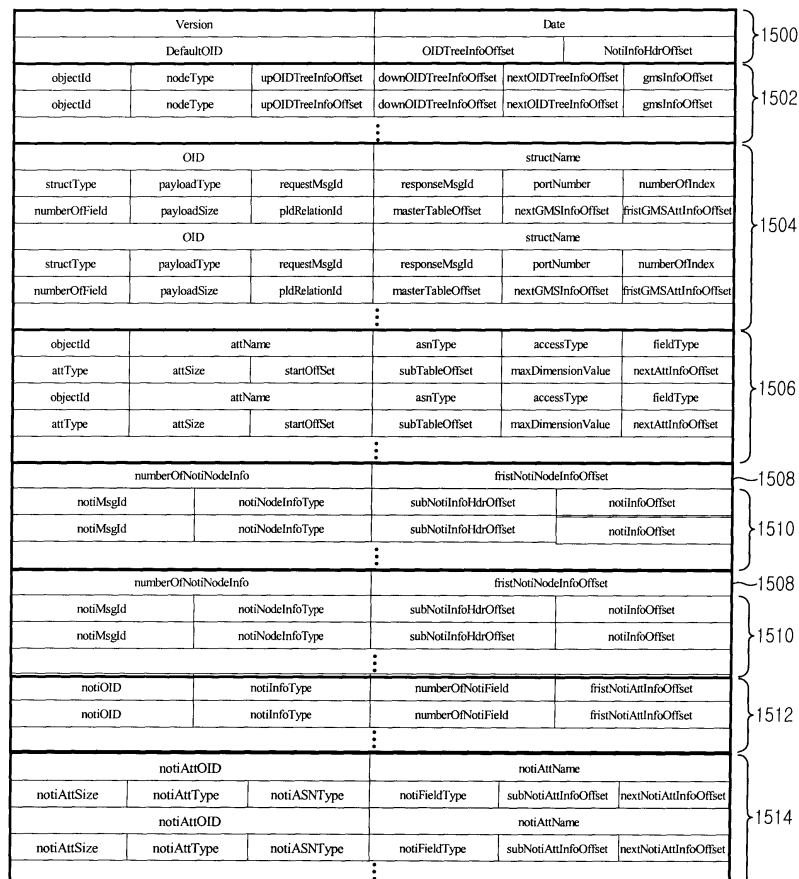 Version Date
1500
DefaultOID OIDTreeInfoOffset NotiInfoHdrOffset
objectId nodeType upOIDTreeInfoOffset downOIDTreeInfoOffset nextOIDTreeInfoOffset gmsInfoOffset
1502
objectId nodeType upOIDTreeInfoOffset downOIDTreeInfoOffset nextOIDTreeInfoOffset gmsInfoOffset
OID structName
structType payloadType requestMsgId responseMsgId portNumber numberOfIndex
numberOfField payloadSize pldRelationId masterTableOffset nextGMSInfoOffset fristGMSAttInfoOffset
1504
OID structName
structType payloadType requestMsgId responseMsgId portNumber numberOfIndex
numberOfField payloadSize pldRelationId masterTableOffset nextGMSInfoOffset fristGMSAttInfoOffset
objectId attName asnType accessType fieldType
attType attSize startOffSet subTableOffset maxDimensionValue nextAttInfoOffset
1506
objectId attName asnType accessType fieldType
attType attSize startOffSet subTableOffset maxDimensionValue nextAttInfoOffset
numberOfNotiNodeInfo fristNotiNodeInfoOffset 1508
notiMsgId notiNodeInfoType subNotiInfoHdrOffset notiInfoOffset
1510
notiMsgId notiNodeInfoType subNotiInfoHdrOffset notiInfoOffset
numberOfNotiNodeInfo fristNotiNodeInfoOffset 1508
notiMsgId notiNodeInfoType subNotiInfoHdrOffset notiInfoOffset
1510
notiMsgId notiNodeInfoType subNotiInfoHdrOffset notiInfoOffset
notiOID notiInfoType numberOfNotiField fristNotiAttInfoOffset
1512
notiOID notiInfoType numberOfNotiField fristNotiAttInfoOffset
notiAttOID notiAttName
notiAttSize notiAttType notiASNType notiFieldType subNotiAttInfoOffset nextNotiAttInfoOffset
1514
notiAttOID notiAttName
notiAttSize notiAttType notiASNType notiFieldType subNotiAttInfoOffset nextNotiAttInfoOffset